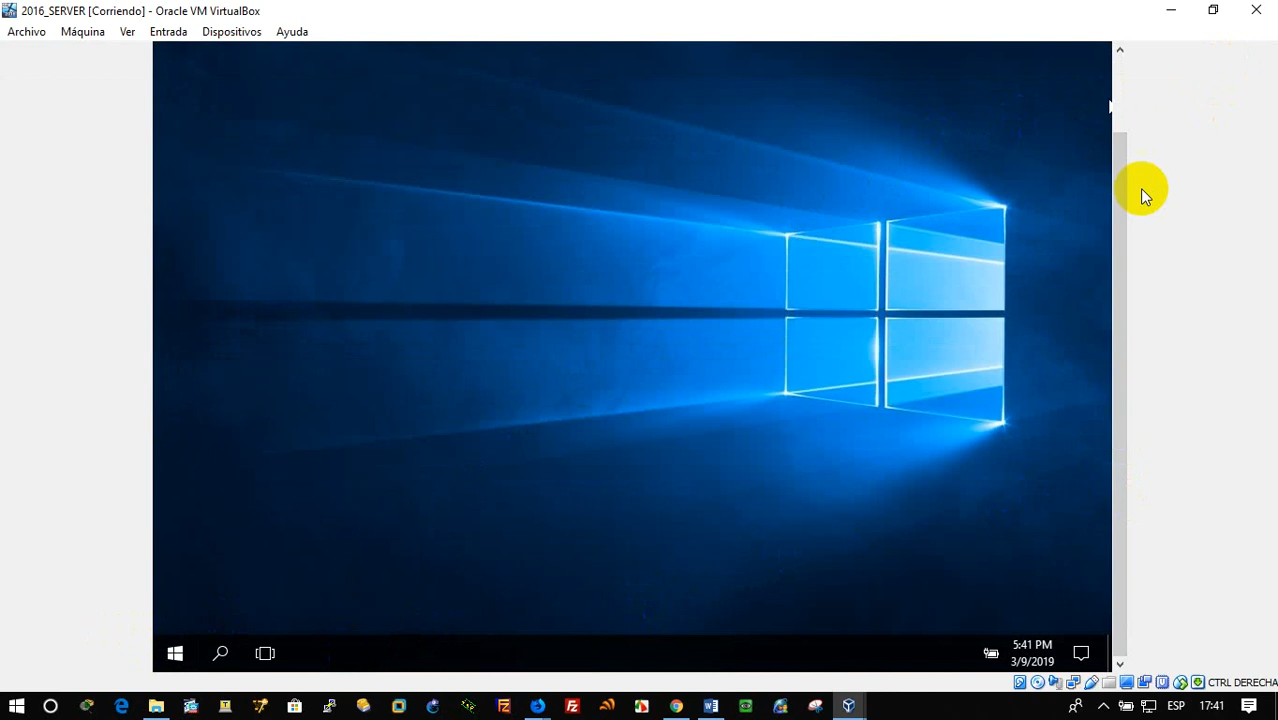 2016_SERVER [Corriendo] - Oracle VM VirtualBox
Archivo Máquina Ver Entrada Dispositivos Ayuda
5:41 PM
3/9/2019
CTRL DERECHA
ESP 17:41